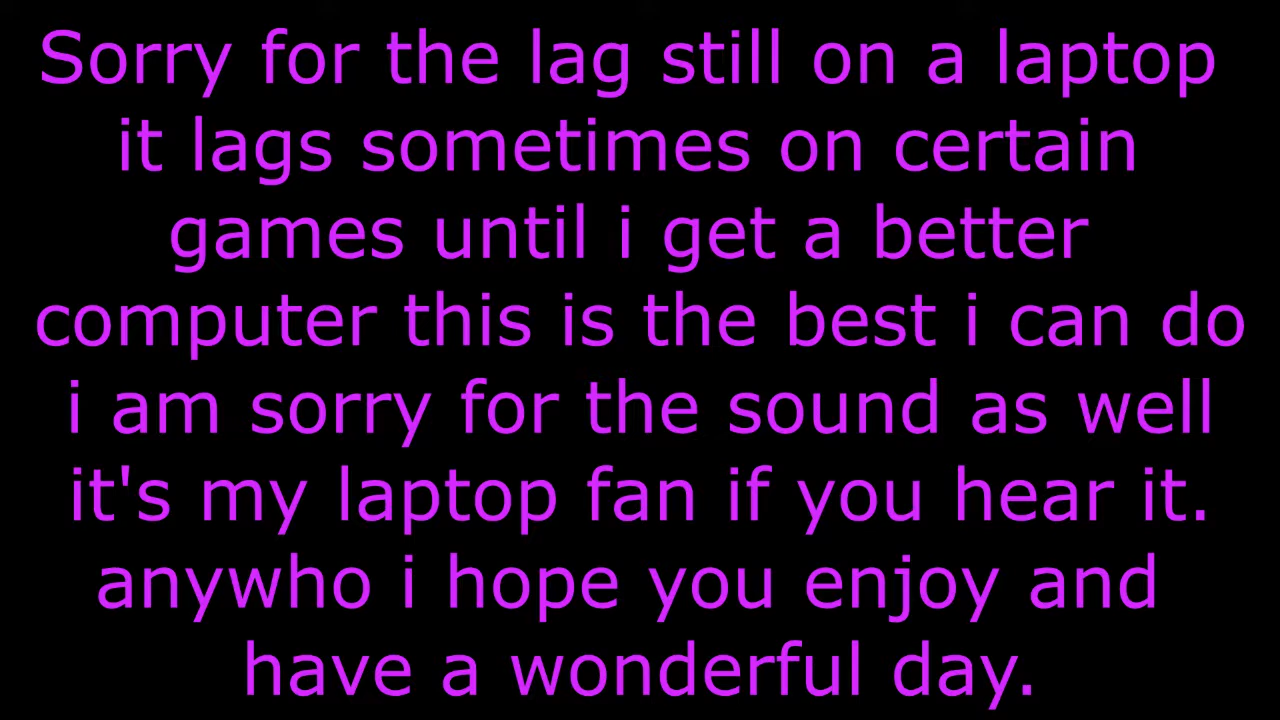 Sorry for the lag still on a laptop
it lags sometimes on certain
games until i get a better
computer this is the best i can do
i am sorry for the sound as well
it's my laptop fan if you hear it.
anywho i hope you enjoy and
have a wonderful day.